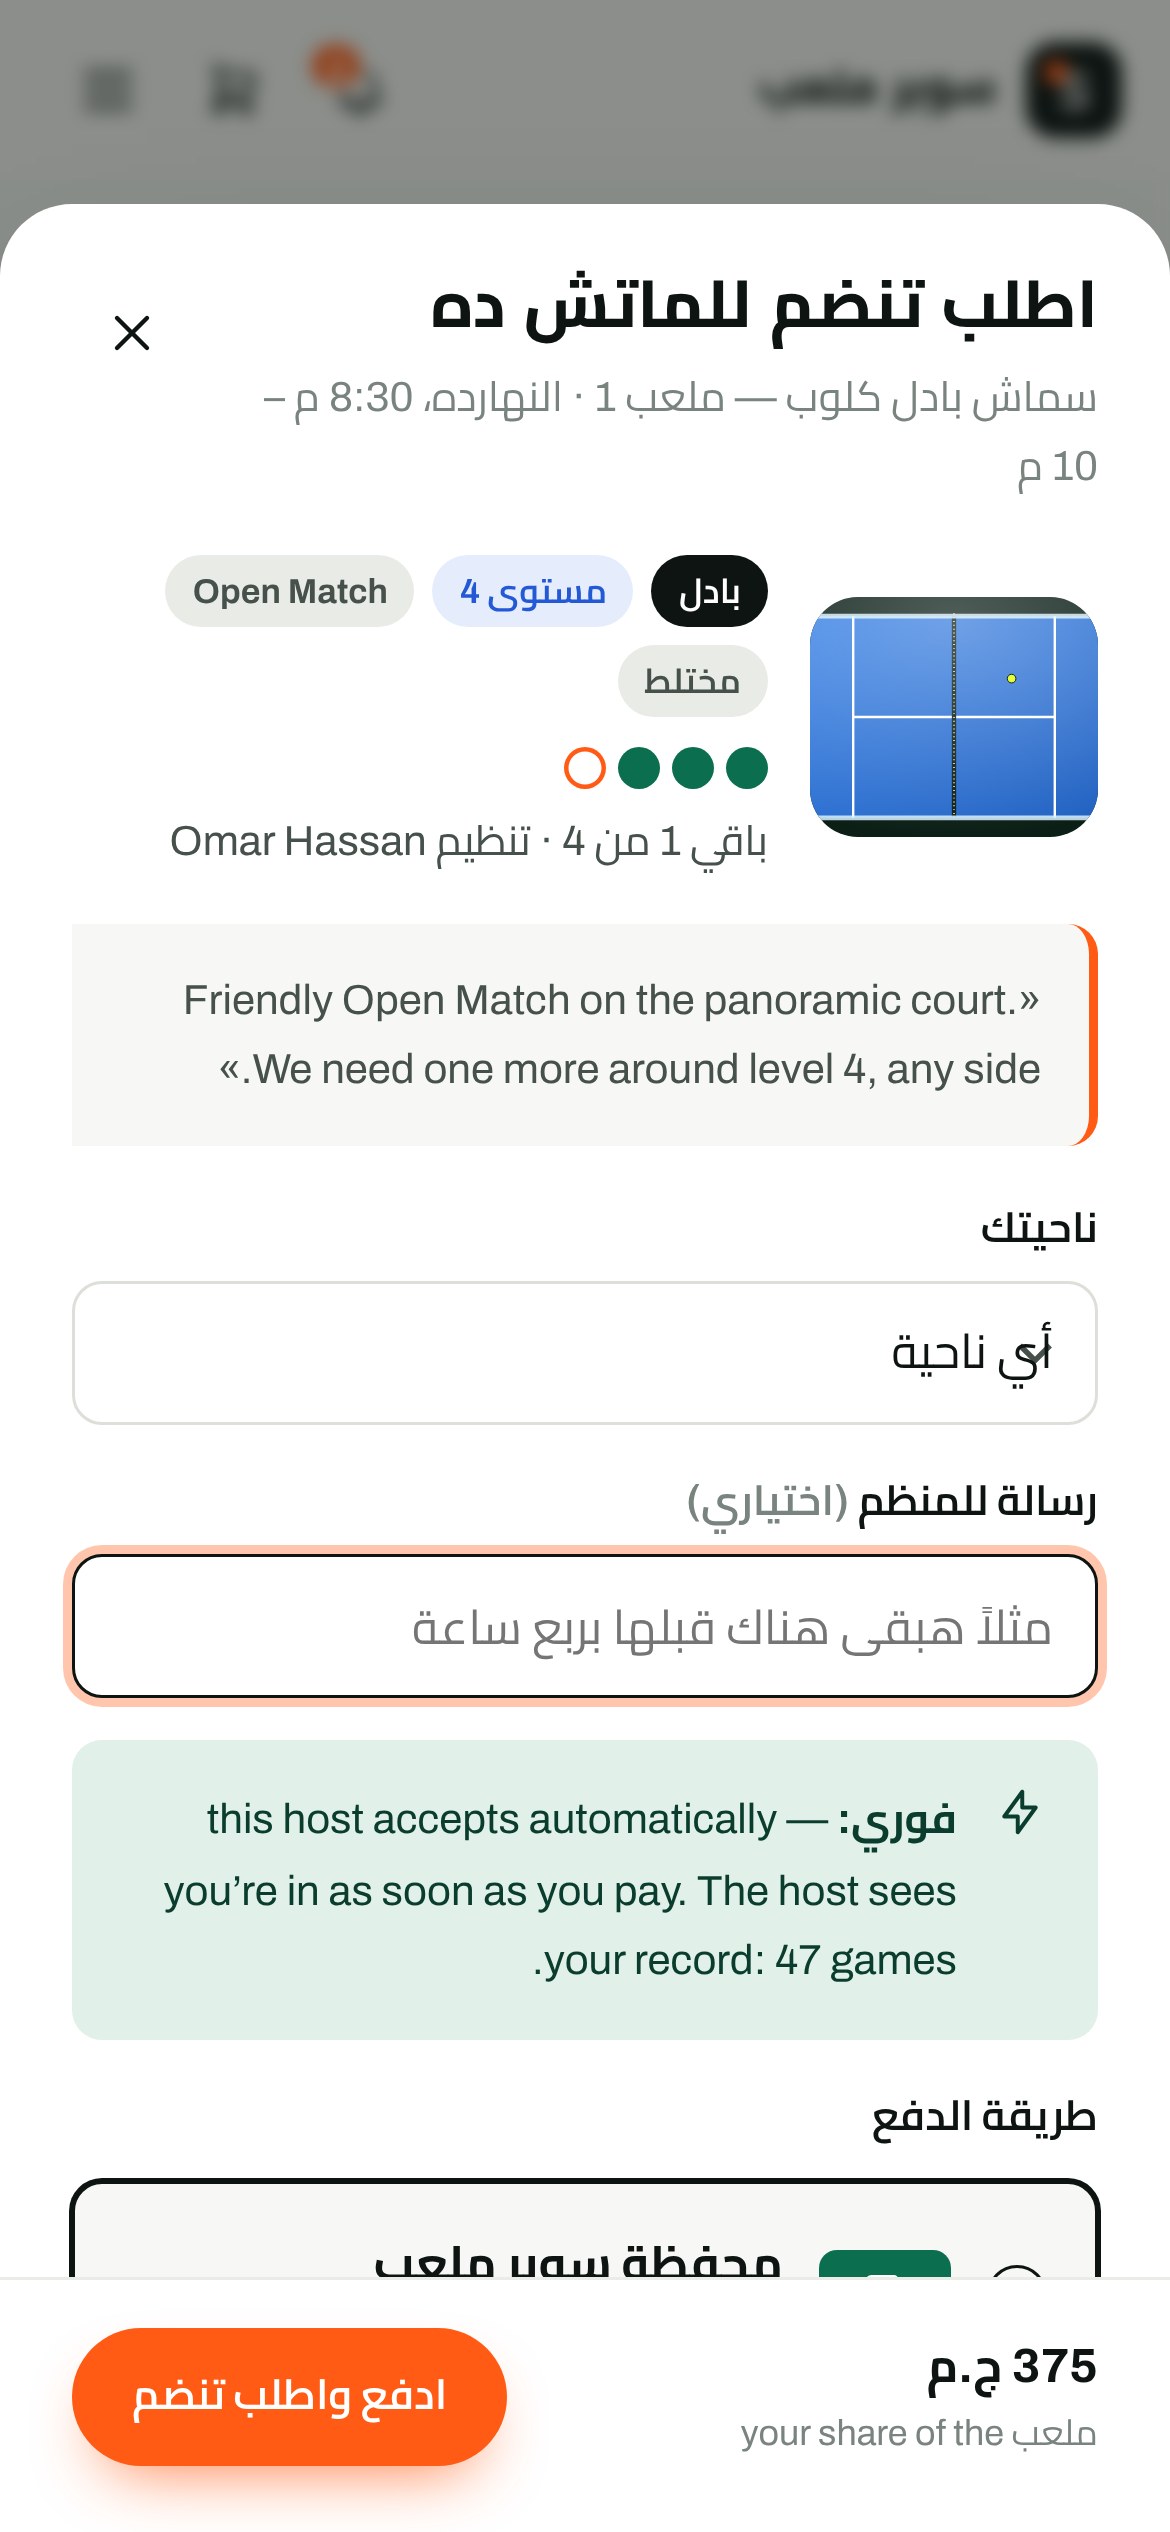 سوبر ملعب
اطلب تنضم للماتش ده
سماش بادل كلوب — ملعب 1 · النهارده، 8:30 م –
10 م
بادل
مستوى 4
Open Match
مختلط
باقي 1 من 4 · تنظيم Omar Hassan
«Friendly Open Match on the panoramic court.
We need one more around level 4, any side.»
ناحيتك
أي ناحية
رسالة للمنظم (اختياري)
مثلاً هبقى هناك قبلها بربع ساعة
فوري: — this host accepts automatically
you’re in as soon as you pay. The host sees
your record: 47 games.
طريقة الدفع
محفظة سوبر ملعب
375 ج.م
your share of the ملعب
ادفع واطلب تنضم